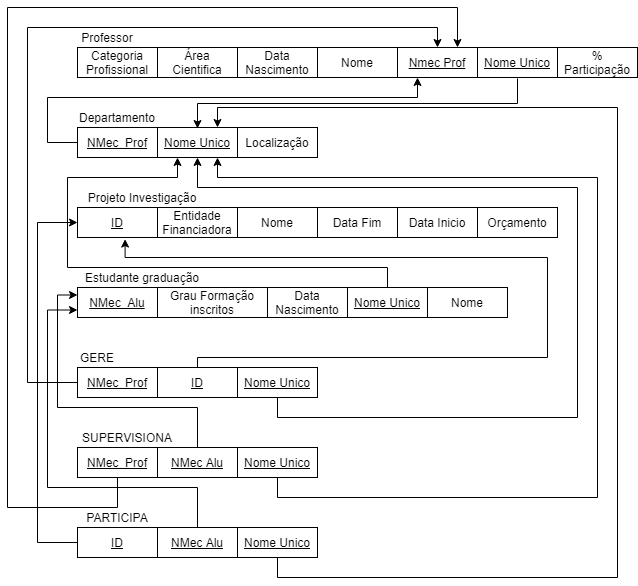 Professor
Categoria Profissional
Área Cientifica
Data Nascimento
Nome
Nmec Prof
Nome Unico
% Participação
Departamento
NMec_Prof
Nome Unico
Localização
Projeto Investigação
ID
Entidade Financiadora
Nome
Data Fim
Data Inicio
Orçamento
Estudante graduação
NMec_Alu
Grau Formação inscritos
Data Nascimento
Nome Unico
Nome
GERE
NMec_Prof
ID
Nome Unico
SUPERVISIONA
NMec_Prof
NMec Alu
Nome Unico
PARTICIPA
ID
NMec Alu
Nome Unico